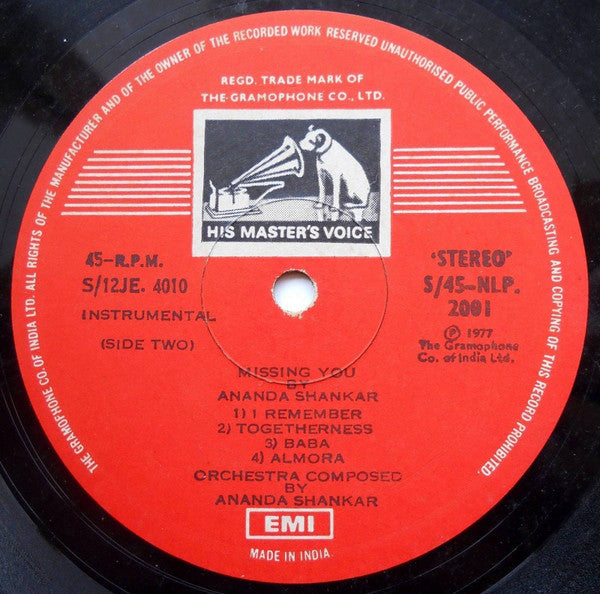 THE GRAMOPHONE CO. OF INDIA LTD. ALL RIGHTS OF THE MANUFACTURER AND OF THE OWNER OF THE RECORDED WORK RESERVED UNAUTHORISED PUBLIC PERFORMANCE BROADCASTING AND COPYING OF THIS RECORD PROHIBITED.
REGD. TRADE MARK OF
THE GRAMOPHONE CO., LTD.
HIS MASTER'S VOICE
45-R.P.M.
S/12JE. 4010
INSTRUMENTAL
(SIDE TWO)
'STEREO'
S/45-NLP.
2001
Ⓟ 1977
The Gramophone
Co. of India Ltd.
MISSING YOU
BY
ANANDA SHANKAR
1) I REMEMBER
2) TOGETHERNESS
3) BABA
4) ALMORA
ORCHESTRA COMPOSED
BY
ANANDA SHANKAR
EMI
MADE IN INDIA.